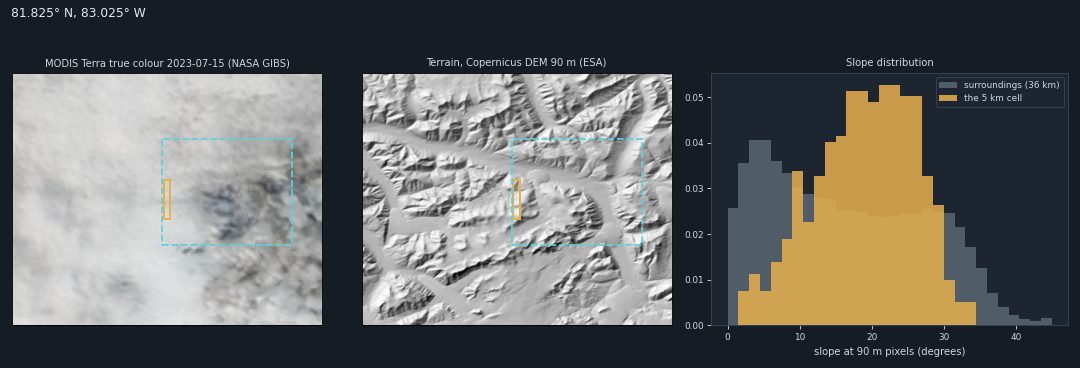 81.825° N, 83.025° W
MODIS Terra true colour 2023-07-15 (NASA GIBS)
Terrain, Copernicus DEM 90 m (ESA)
Slope distribution
surroundings (36 km)
the 5 km cell
0.05
0.04
0.03
0.02
0.01
0.00
0 10 20 30 40
slope at 90 m pixels (degrees)